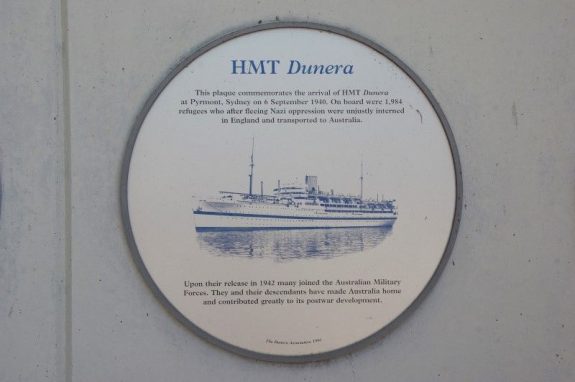 HMT Dunera
This plaque commemorates the arrival of HMT Dunera
at Pyrmont, Sydney on 6 September 1940. On board were 1,984
refugees who after fleeing Nazi oppression were unjustly interned
in England and transported to Australia.
Upon their release in 1942 many joined the Australian Military
Forces. They and their descendants have made Australia home
and contributed greatly to its postwar development.
The Dunera Association